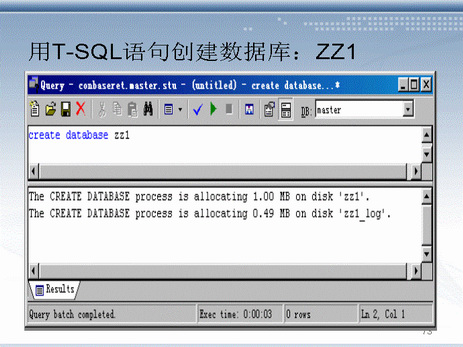 用T-SQL语句创建数据库：ZZ1
Query - conbaseret.master.stu - (untitled) - create database...*
DB: master
create database zz1
The CREATE DATABASE process is allocating 1.00 MB on disk 'zz1'.
The CREATE DATABASE process is allocating 0.49 MB on disk 'zz1_log'.
Results
Query batch completed. Exec time: 0:00:03 0 rows Ln 2, Col 1